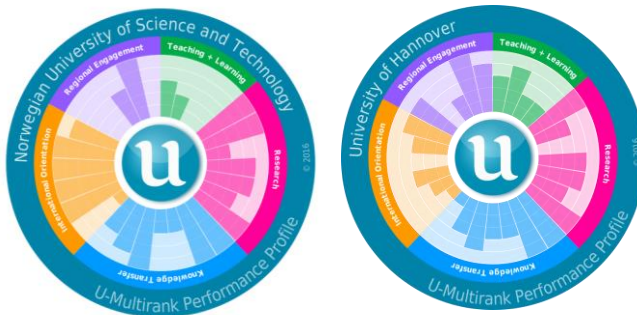 Norwegian University of Science and Technology
Teaching + Learning
Research
Knowledge Transfer
International Orientation
Regional Engagement
u
© 2016
U-Multirank Performance Profile
University of Hannover
Teaching + Learning
Research
Knowledge Transfer
International Orientation
Regional Engagement
u
© 2016
U-Multirank Performance Profile